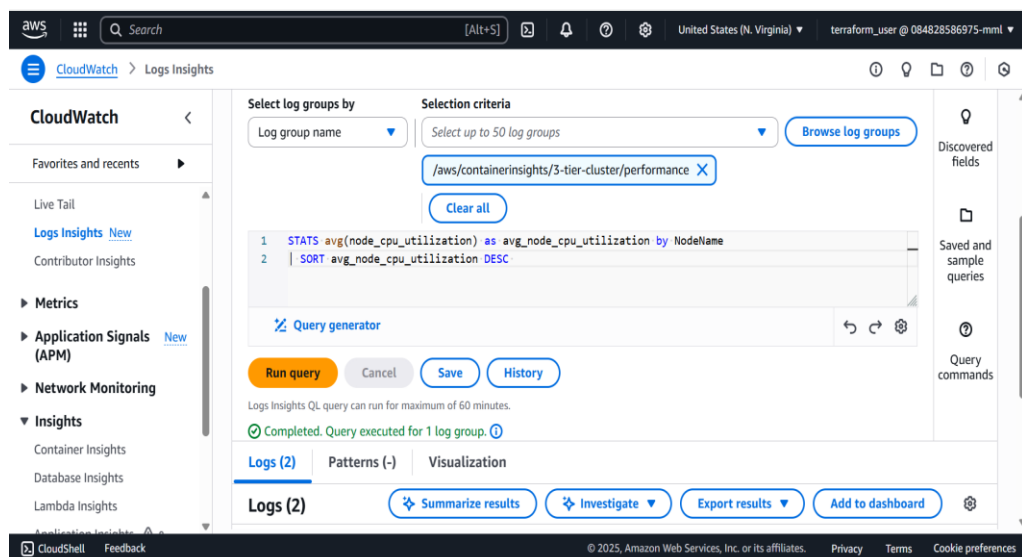 aws
Search
[Alt+S]
United States (N. Virginia) ▼
terraform_user @ 084828586975-mml ▼
CloudWatch > Logs Insights
CloudWatch
Favorites and recents
Live Tail
Logs Insights New
Contributor Insights
Metrics
Application Signals New
(APM)
Network Monitoring
Insights
Container Insights
Database Insights
Lambda Insights
Select log groups by
Log group name
Selection criteria
Select up to 50 log groups
Browse log groups
/aws/containerinsights/3-tier-cluster/performance X
Clear all
1 STATS avg(node_cpu_utilization) as avg_node_cpu_utilization by NodeName
2 | SORT avg_node_cpu_utilization DESC
Query generator
Run query
Cancel
Save
History
Logs Insights QL query can run for maximum of 60 minutes.
Completed. Query executed for 1 log group.
Logs (2)
Patterns (-)
Visualization
Logs (2)
Summarize results
Investigate ▼
Export results ▼
Add to dashboard
Discovered
fields
Saved and
sample
queries
Query
commands
CloudShell
Feedback
© 2025, Amazon Web Services, Inc. or its affiliates.
Privacy
Terms
Cookie preferences